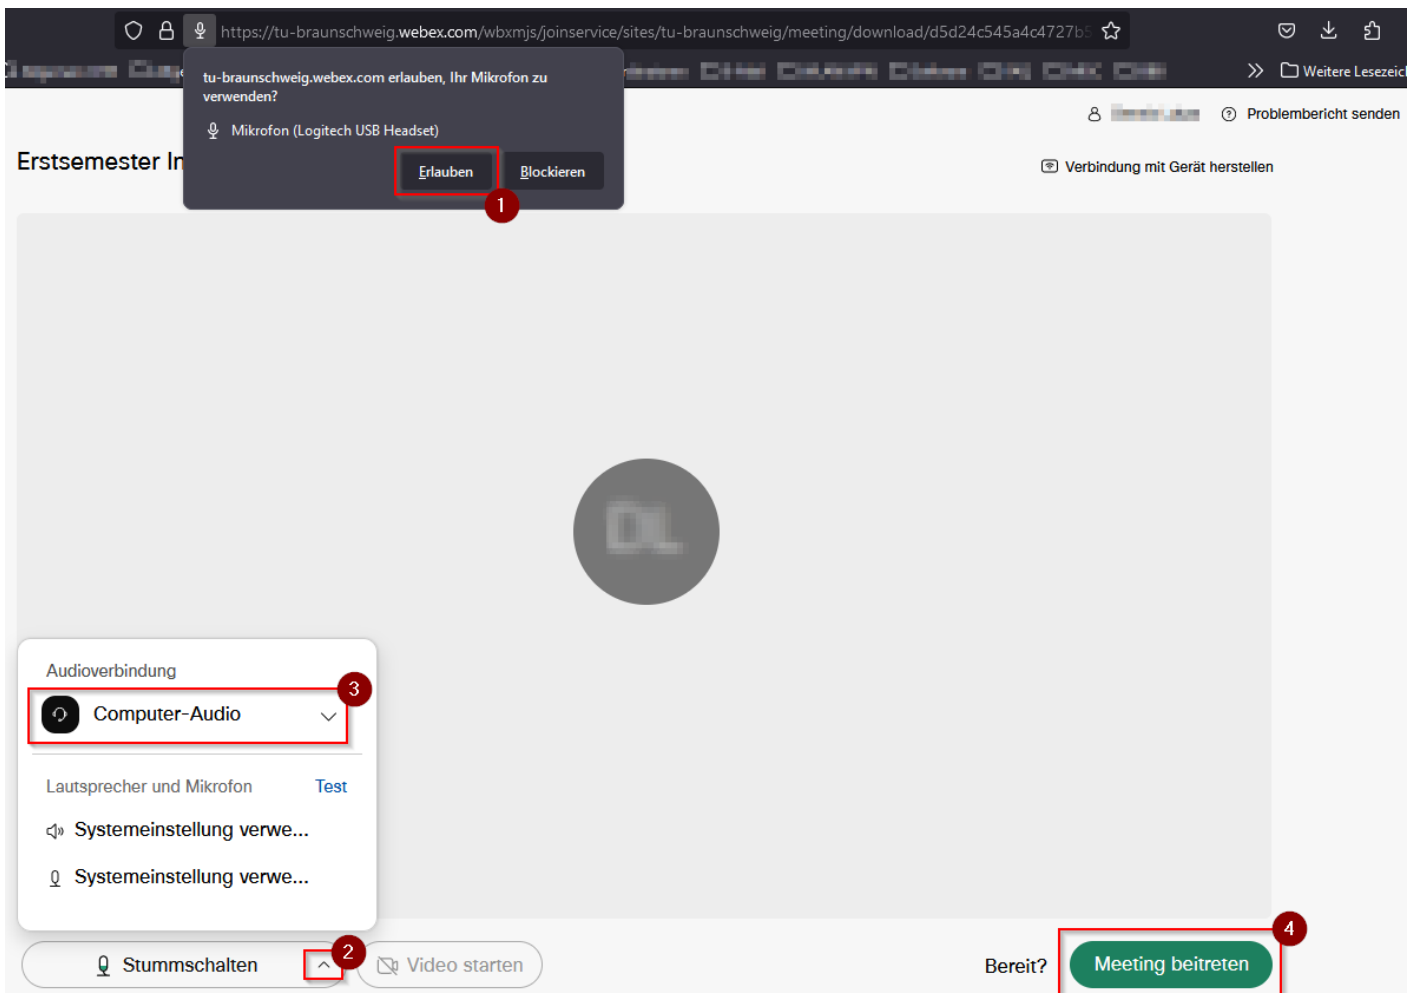 https://tu-braunschweig.webex.com/wbxmjs/joinservice/sites/tu-braunschweig/meeting/download/d5d24c545a4c4727b5
Weitere Lesezeich
tu-braunschweig.webex.com erlauben, Ihr Mikrofon zu
verwenden?
Mikrofon (Logitech USB Headset)
Erlauben
Blockieren
1
Problembericht senden
Erstsemester In
Verbindung mit Gerät herstellen
Audioverbindung
3
Computer-Audio
Lautsprecher und Mikrofon
Test
Systemeinstellung verwe...
Systemeinstellung verwe...
Stummschalten
2
Video starten
Bereit?
Meeting beitreten
4